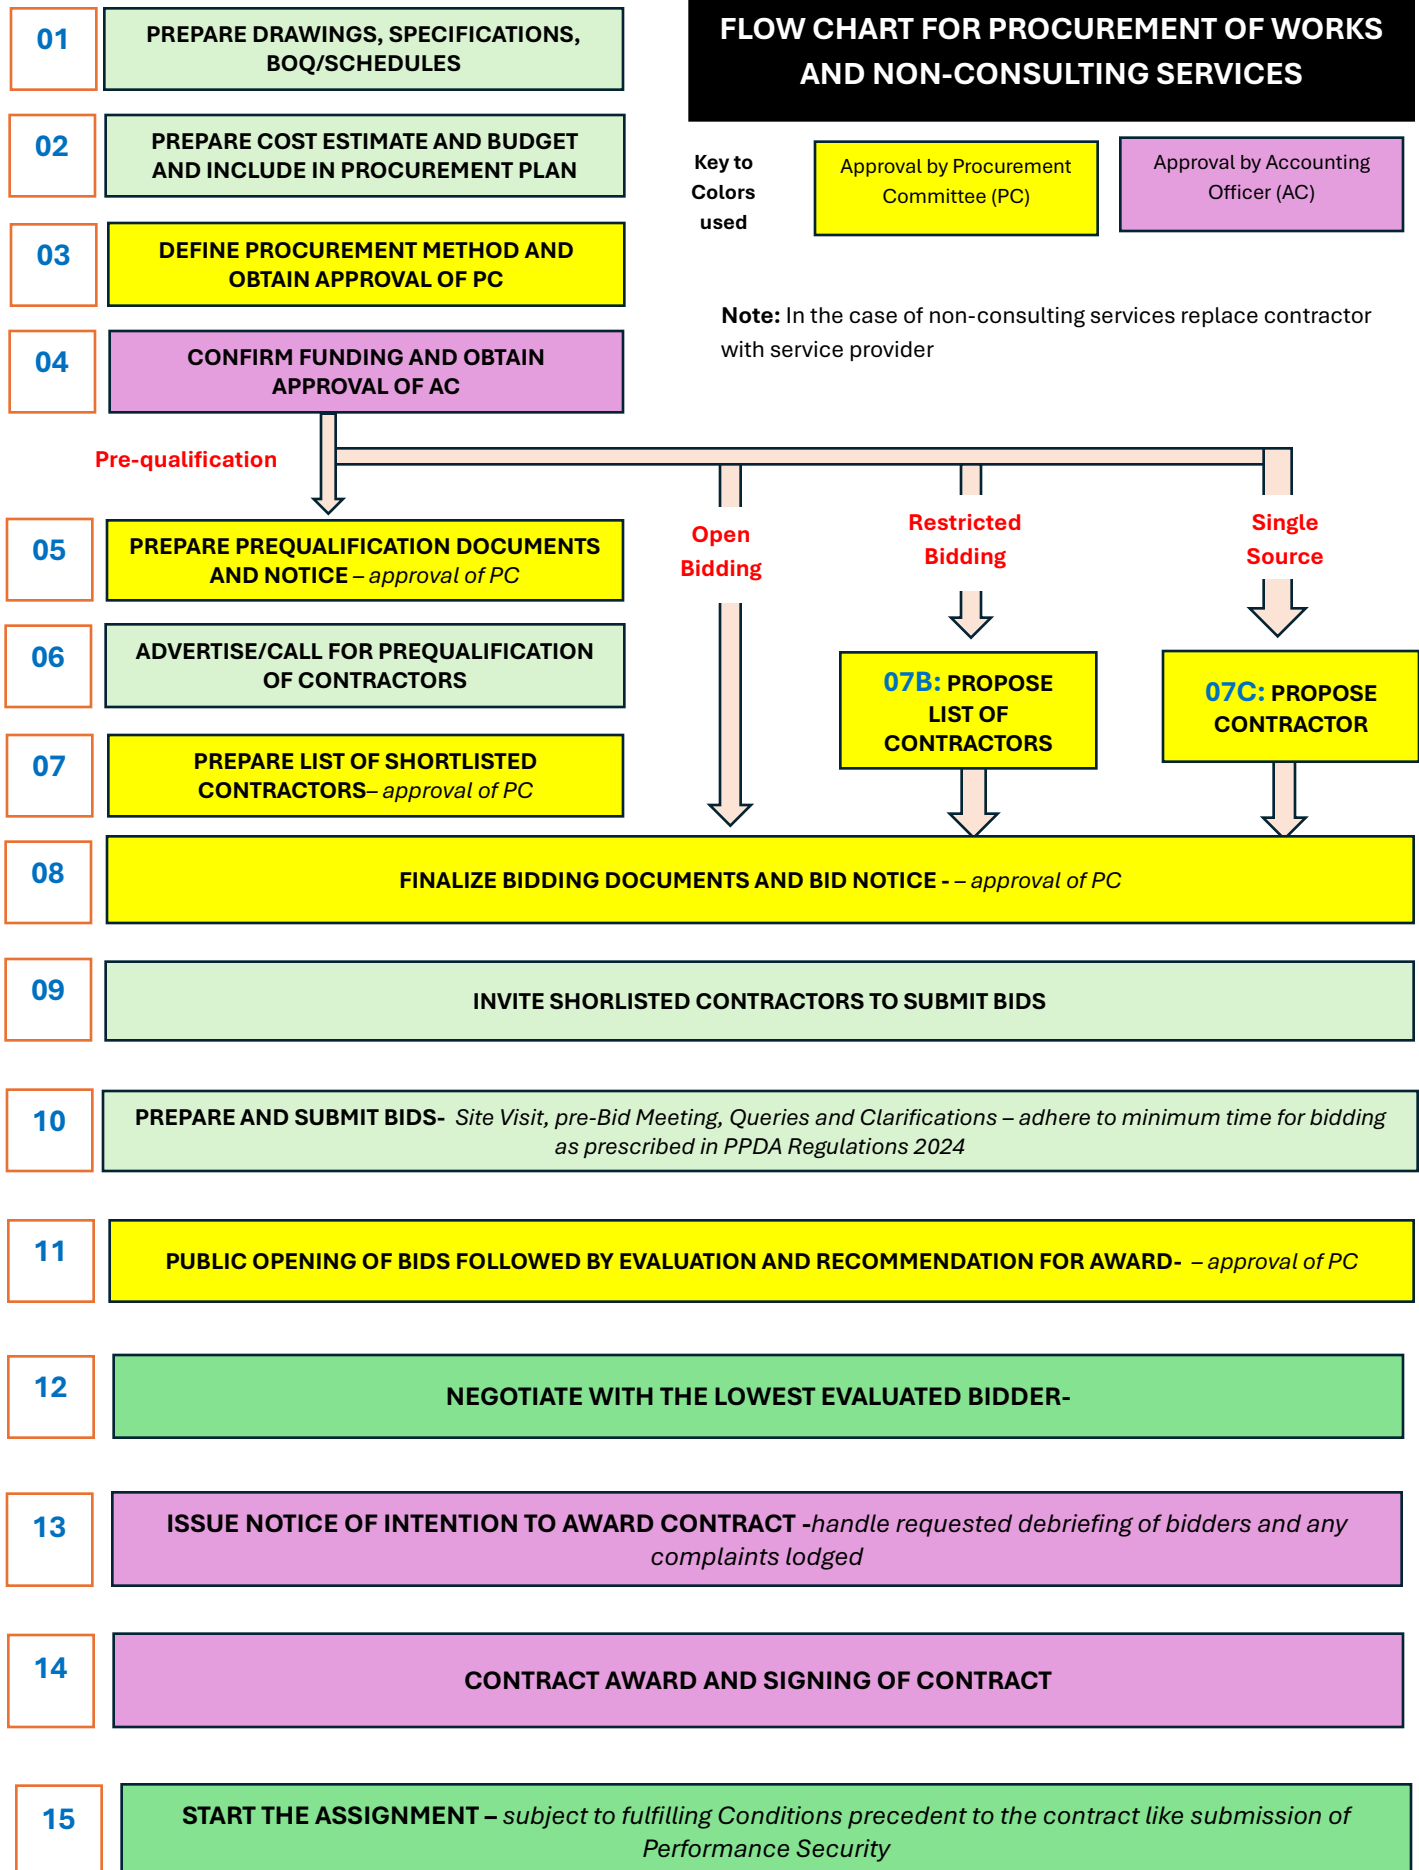 FLOW CHART FOR PROCUREMENT OF WORKS
AND NON-CONSULTING SERVICES
Key to
Colors
used
Approval by Procurement
Committee (PC)
Approval by Accounting
Officer (AC)
Note: In the case of non-consulting services replace contractor
with service provider
01
PREPARE DRAWINGS, SPECIFICATIONS,
BOQ/SCHEDULES
02
PREPARE COST ESTIMATE AND BUDGET
AND INCLUDE IN PROCUREMENT PLAN
03
DEFINE PROCUREMENT METHOD AND
OBTAIN APPROVAL OF PC
04
CONFIRM FUNDING AND OBTAIN
APPROVAL OF AC
Pre-qualification
Open
Bidding
Restricted
Bidding
Single
Source
05
PREPARE PREQUALIFICATION DOCUMENTS
AND NOTICE – approval of PC
06
ADVERTISE/CALL FOR PREQUALIFICATION
OF CONTRACTORS
07
PREPARE LIST OF SHORTLISTED
CONTRACTORS– approval of PC
07B: PROPOSE
LIST OF
CONTRACTORS
07C: PROPOSE
CONTRACTOR
08
FINALIZE BIDDING DOCUMENTS AND BID NOTICE - – approval of PC
09
INVITE SHORLISTED CONTRACTORS TO SUBMIT BIDS
10
PREPARE AND SUBMIT BIDS- Site Visit, pre-Bid Meeting, Queries and Clarifications – adhere to minimum time for bidding
as prescribed in PPDA Regulations 2024
11
PUBLIC OPENING OF BIDS FOLLOWED BY EVALUATION AND RECOMMENDATION FOR AWARD- – approval of PC
12
NEGOTIATE WITH THE LOWEST EVALUATED BIDDER-
13
ISSUE NOTICE OF INTENTION TO AWARD CONTRACT -handle requested debriefing of bidders and any
complaints lodged
14
CONTRACT AWARD AND SIGNING OF CONTRACT
15
START THE ASSIGNMENT – subject to fulfilling Conditions precedent to the contract like submission of
Performance Security